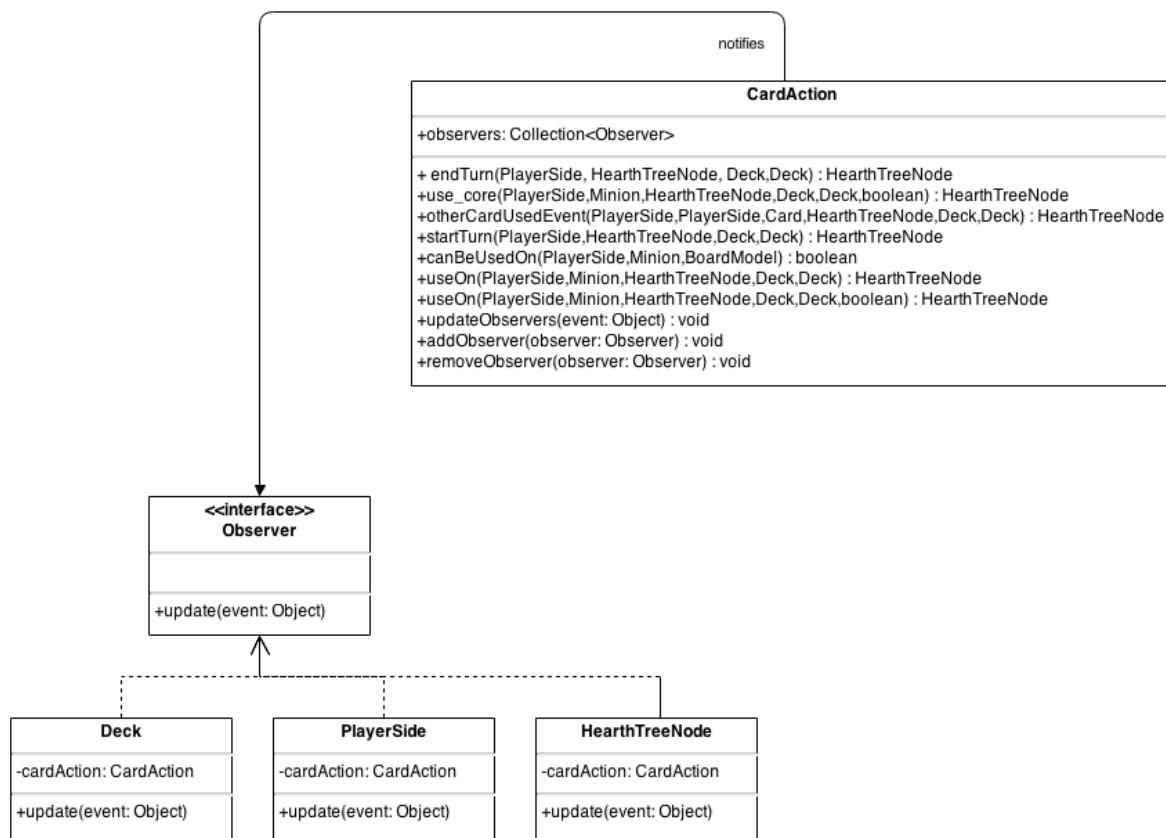 notifies
CardAction
+observers: Collection<Observer>
+ endTurn(PlayerSide, HearthTreeNode, Deck,Deck) : HearthTreeNode
+use_core(PlayerSide,Minion,HearthTreeNode,Deck,Deck,boolean) : HearthTreeNode
+otherCardUsedEvent(PlayerSide,PlayerSide,Card,HearthTreeNode,Deck,Deck) : HearthTreeNode
+startTurn(PlayerSide,HearthTreeNode,Deck,Deck) : HearthTreeNode
+canBeUsedOn(PlayerSide,Minion,BoardModel) : boolean
+useOn(PlayerSide,Minion,HearthTreeNode,Deck,Deck) : HearthTreeNode
+useOn(PlayerSide,Minion,HearthTreeNode,Deck,Deck,boolean) : HearthTreeNode
+updateObservers(event: Object) : void
+addObserver(observer: Observer) : void
+removeObserver(observer: Observer) : void
<<interface>>
Observer
+update(event: Object)
Deck
-cardAction: CardAction
+update(event: Object)
PlayerSide
-cardAction: CardAction
+update(event: Object)
HearthTreeNode
-cardAction: CardAction
+update(event: Object)